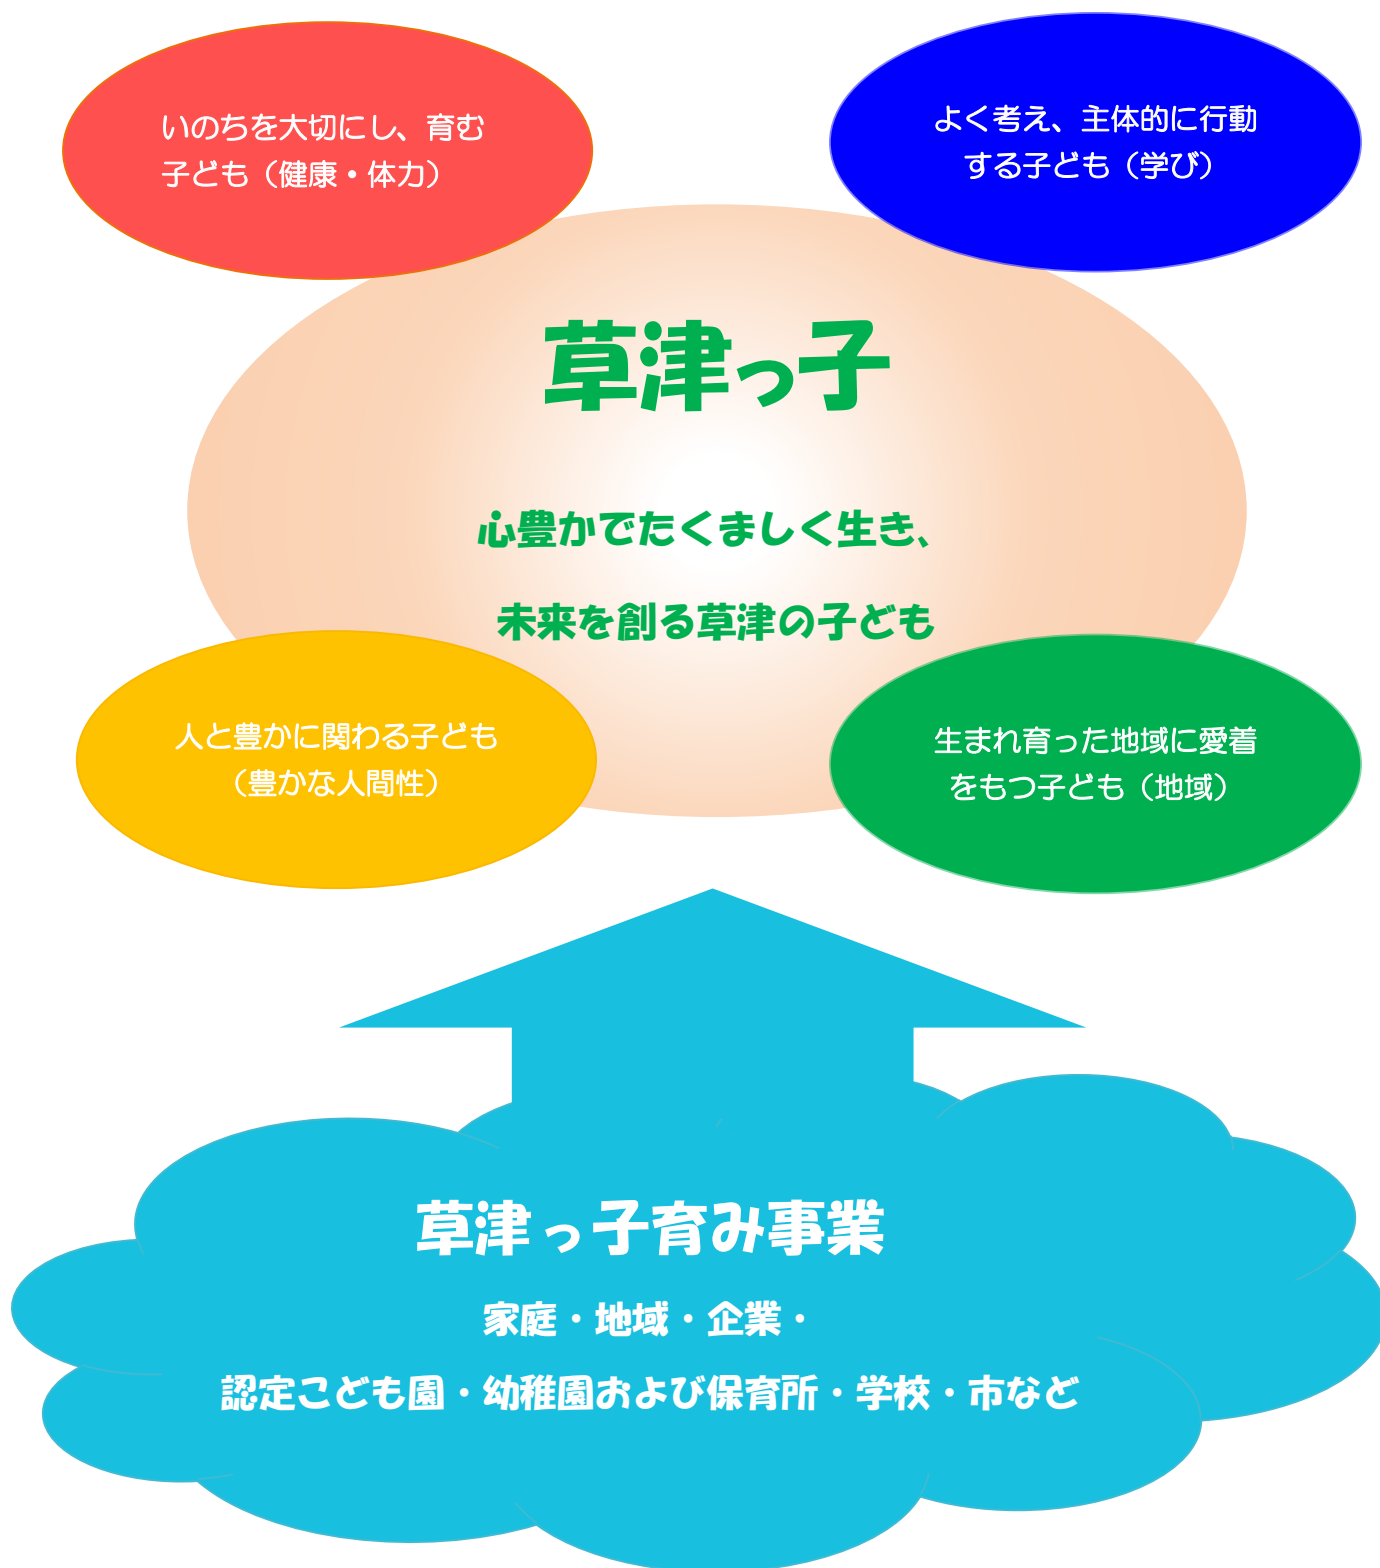 いのちを大切にし、育む
子ども（健康・体力）
よく考え、主体的に行動
する子ども（学び）
草津っ子
心豊かでたくましく生き、
未来を創る草津の子ども
人と豊かに関わる子ども
（豊かな人間性）
生まれ育った地域に愛着
をもつ子ども（地域）
草津っ子育み事業
家庭・地域・企業・
認定こども園・幼稚園および保育所・学校・市など